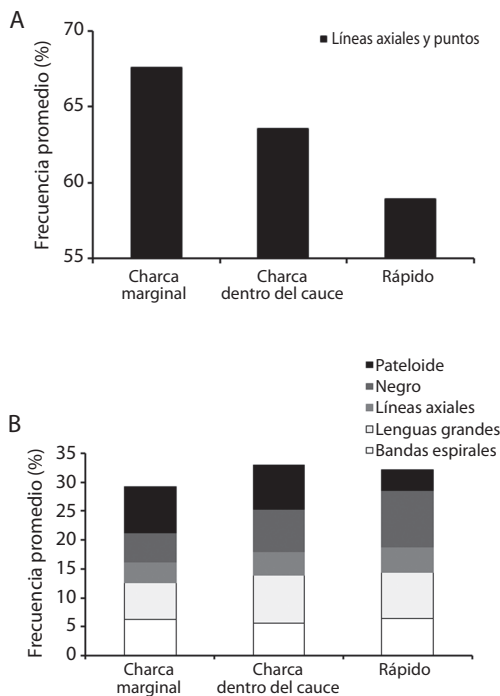 A
Frecuencia promedio (%)
70
65
60
55
Líneas axiales y puntos
Charca
marginal
Charca
dentro del cauce
Rápido
B
Pateloide
Negro
Líneas axiales
Lenguas grandes
Bandas espirales
Frecuencia promedio (%)
35
30
25
20
15
10
5
0
Charca
marginal
Charca
dentro del cauce
Rápido